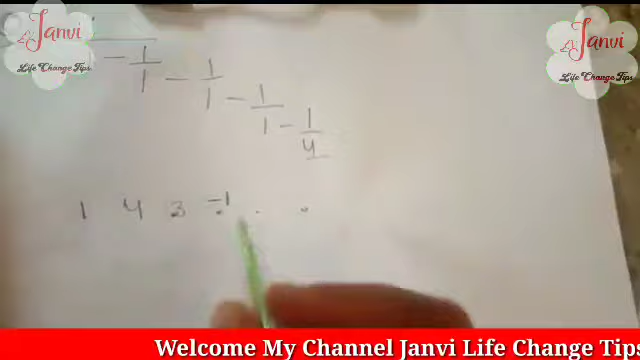 Janvi
Life Change Tips
Janvi
Life Change Tips
- 1/1 - 1/1 - 1/1 - 1/4
1 4 3 -1 . .
Welcome My Channel Janvi Life Change Tips